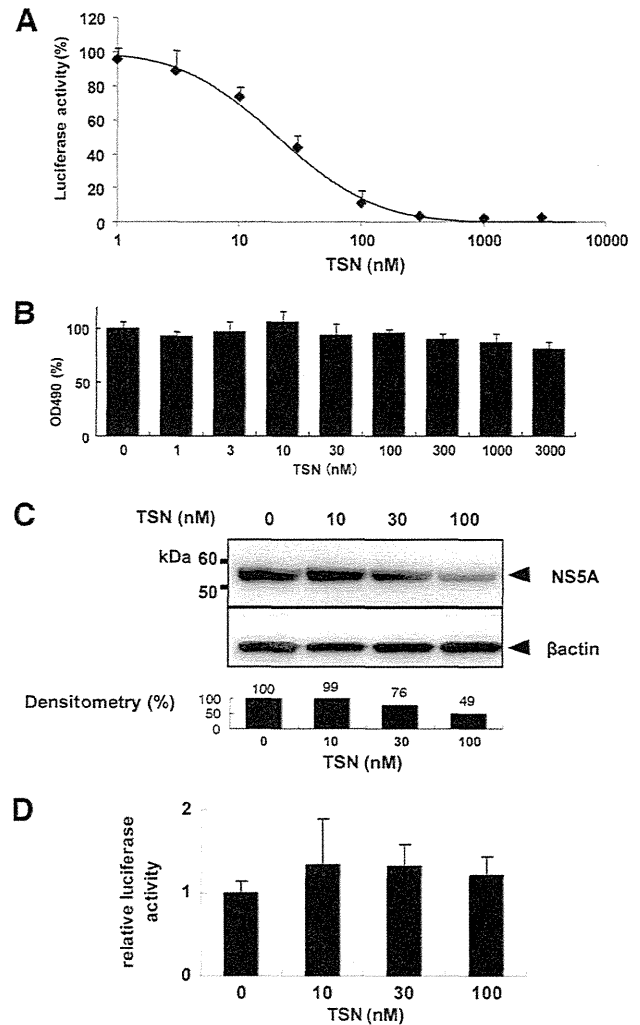 A
Luciferase activity (%)
120
100
80
60
40
20
0
1 10 100 1000 10000
TSN (nM)
B
OD490 (%)
100
50
0
0 1 3 10 30 100 300 1000 3000
TSN (nM)
C
TSN (nM) 0 10 30 100
kDa 60
50
NS5A
βactin
Densitometry (%)
100
50
0
100 99 76 49
0 10 30 100
TSN (nM)
D
relative luciferase
activity
2
1
0
0 10 30 100
TSN (nM)